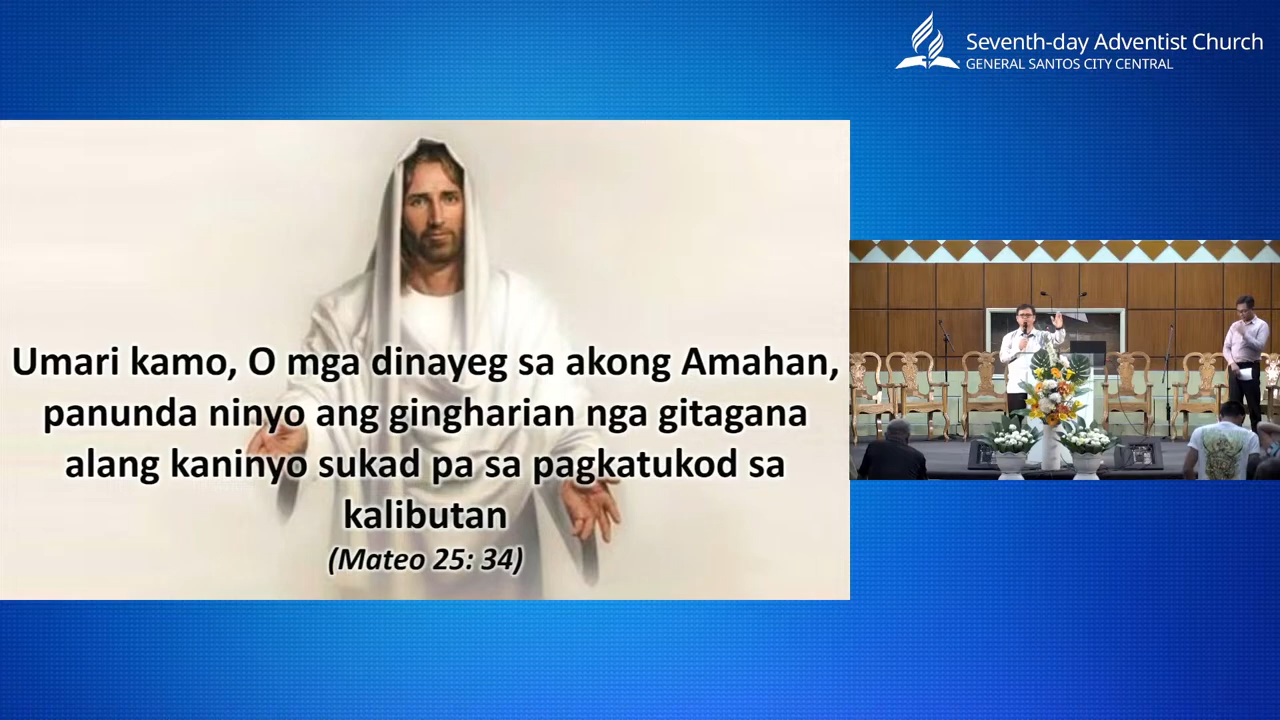 Seventh-day Adventist Church
GENERAL SANTOS CITY CENTRAL
Umari kamo, O mga dinayeg sa akong Amahan,
panunda ninyo ang gingharian nga gitagana
alang kaninyo sukad pa sa pagkatukod sa
kalibutan
(Mateo 25: 34)